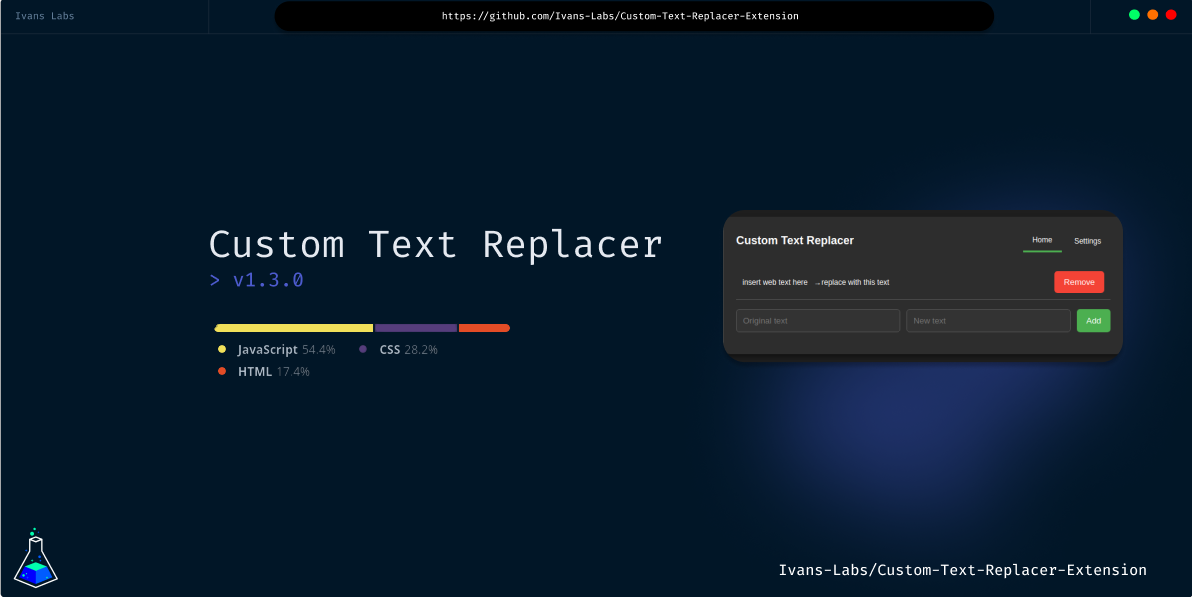 Ivans Labs
https://github.com/Ivans-Labs/Custom-Text-Replacer-Extension
Custom Text Replacer
> v1.3.0
JavaScript 54.4%
CSS 28.2%
HTML 17.4%
Custom Text Replacer
Home
Settings
insert web text here →replace with this text
Remove
Original text
New text
Add
Ivans-Labs/Custom-Text-Replacer-Extension